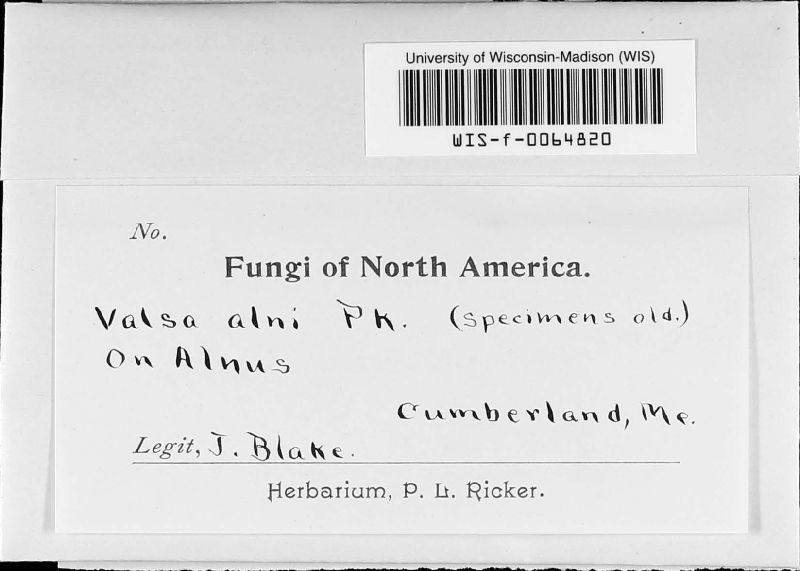 University of Wisconsin-Madison (WIS)
WIS-f-0064820
No.
Fungi of North America.
Valsa alni Pk. (Specimens old.)
On Alnus
Cumberland, Me.
Legit, J. Blake.
Herbarium, P. L. Ricker.